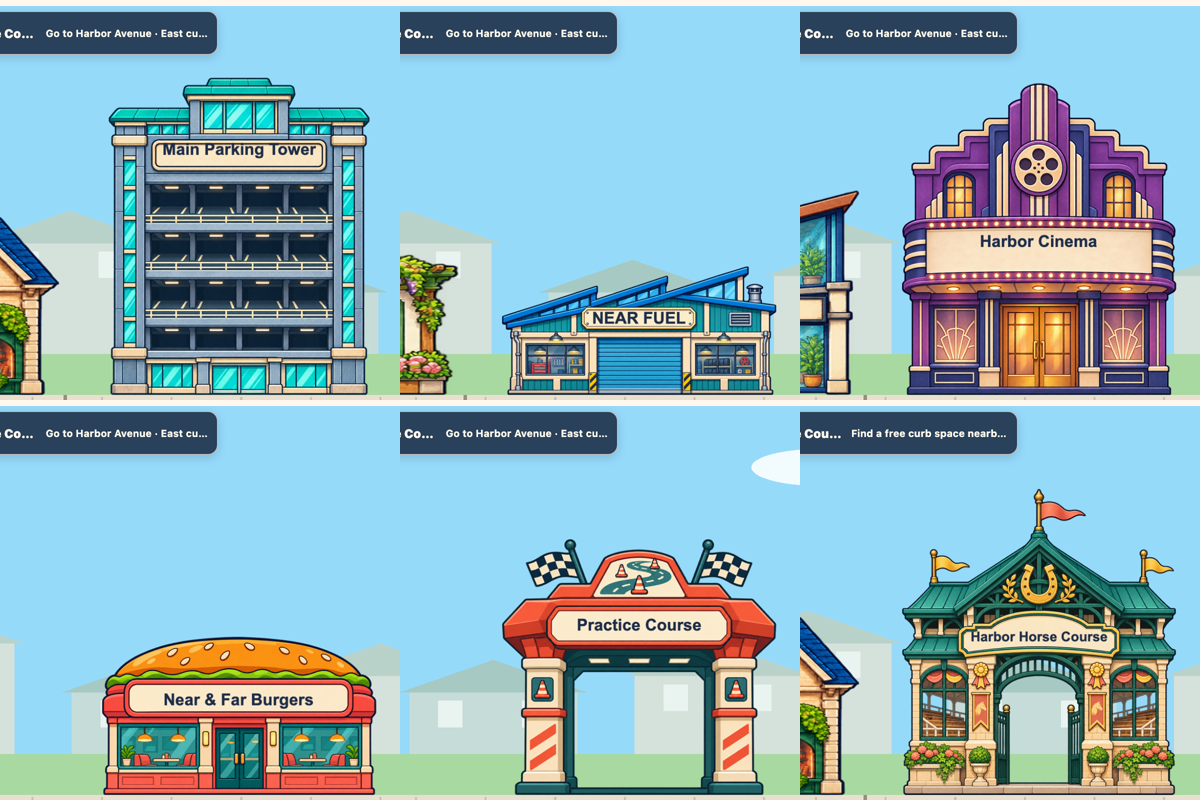 Co... Go to Harbor Avenue · East cu...
Main Parking Tower
Co... Go to Harbor Avenue · East cu...
NEAR FUEL
Co... Go to Harbor Avenue · East cu...
Harbor Cinema
Co... Go to Harbor Avenue · East cu...
Near & Far Burgers
Co... Go to Harbor Avenue · East cu...
Practice Course
Cou... Find a free curb space nearb...
Harbor Horse Course